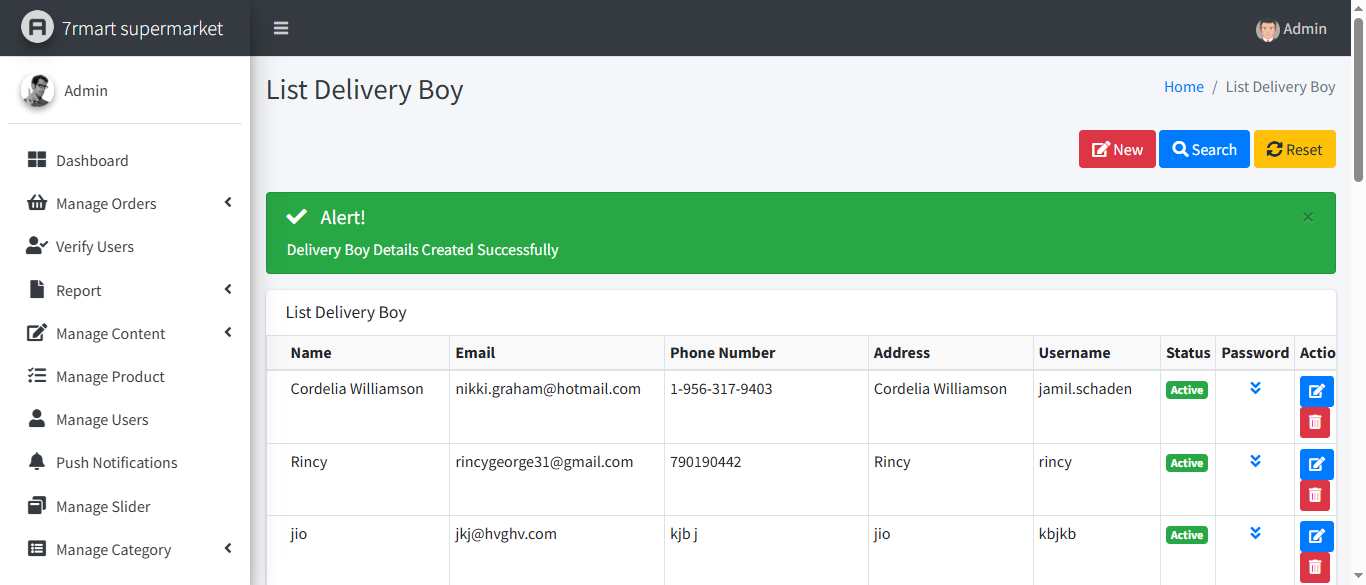 7rmart supermarket
Admin
Admin
Dashboard
Manage Orders
Verify Users
Report
Manage Content
Manage Product
Manage Users
Push Notifications
Manage Slider
Manage Category
List Delivery Boy
Home / List Delivery Boy
New Search Reset
Alert! ×
Delivery Boy Details Created Successfully
List Delivery Boy
Name Email Phone Number Address Username Status Password Actio
Cordelia Williamson nikki.graham@hotmail.com 1-956-317-9403 Cordelia Williamson jamil.schaden Active
Rincy rincygeorge31@gmail.com 790190442 Rincy rincy Active
jio jkj@hvghv.com kjb j jio kbjkb Active